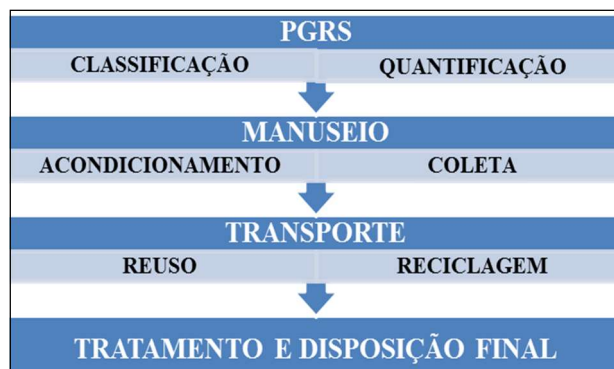 PGRS
CLASSIFICAÇÃO QUANTIFICAÇÃO
MANUSEIO
ACONDICIONAMENTO COLETA
TRANSPORTE
REUSO RECICLAGEM
TRATAMENTO E DISPOSIÇÃO FINAL